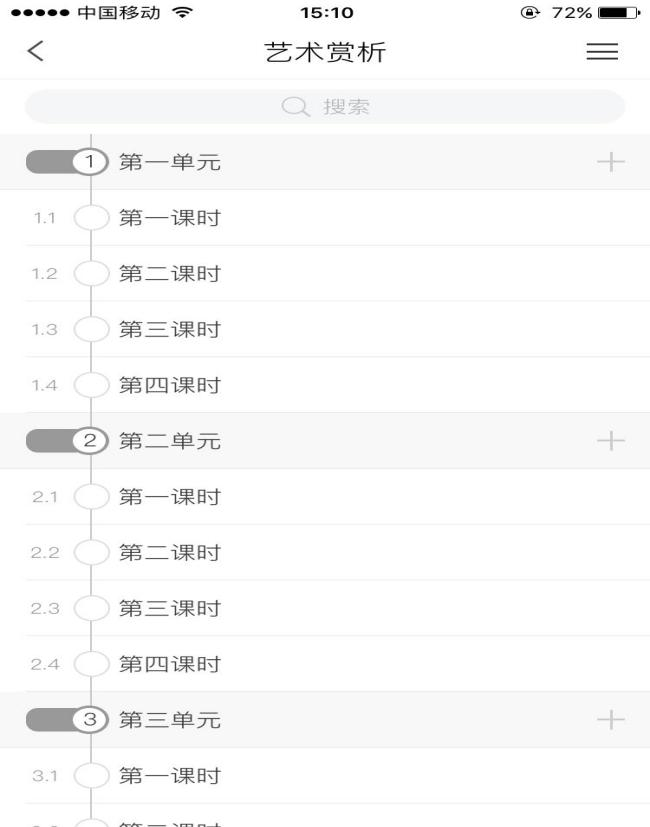 中国移动 15:10 72%
艺术赏析
搜索
1 第一单元
1.1 第一课时
1.2 第二课时
1.3 第三课时
1.4 第四课时
2 第二单元
2.1 第一课时
2.2 第二课时
2.3 第三课时
2.4 第四课时
3 第三单元
3.1 第一课时